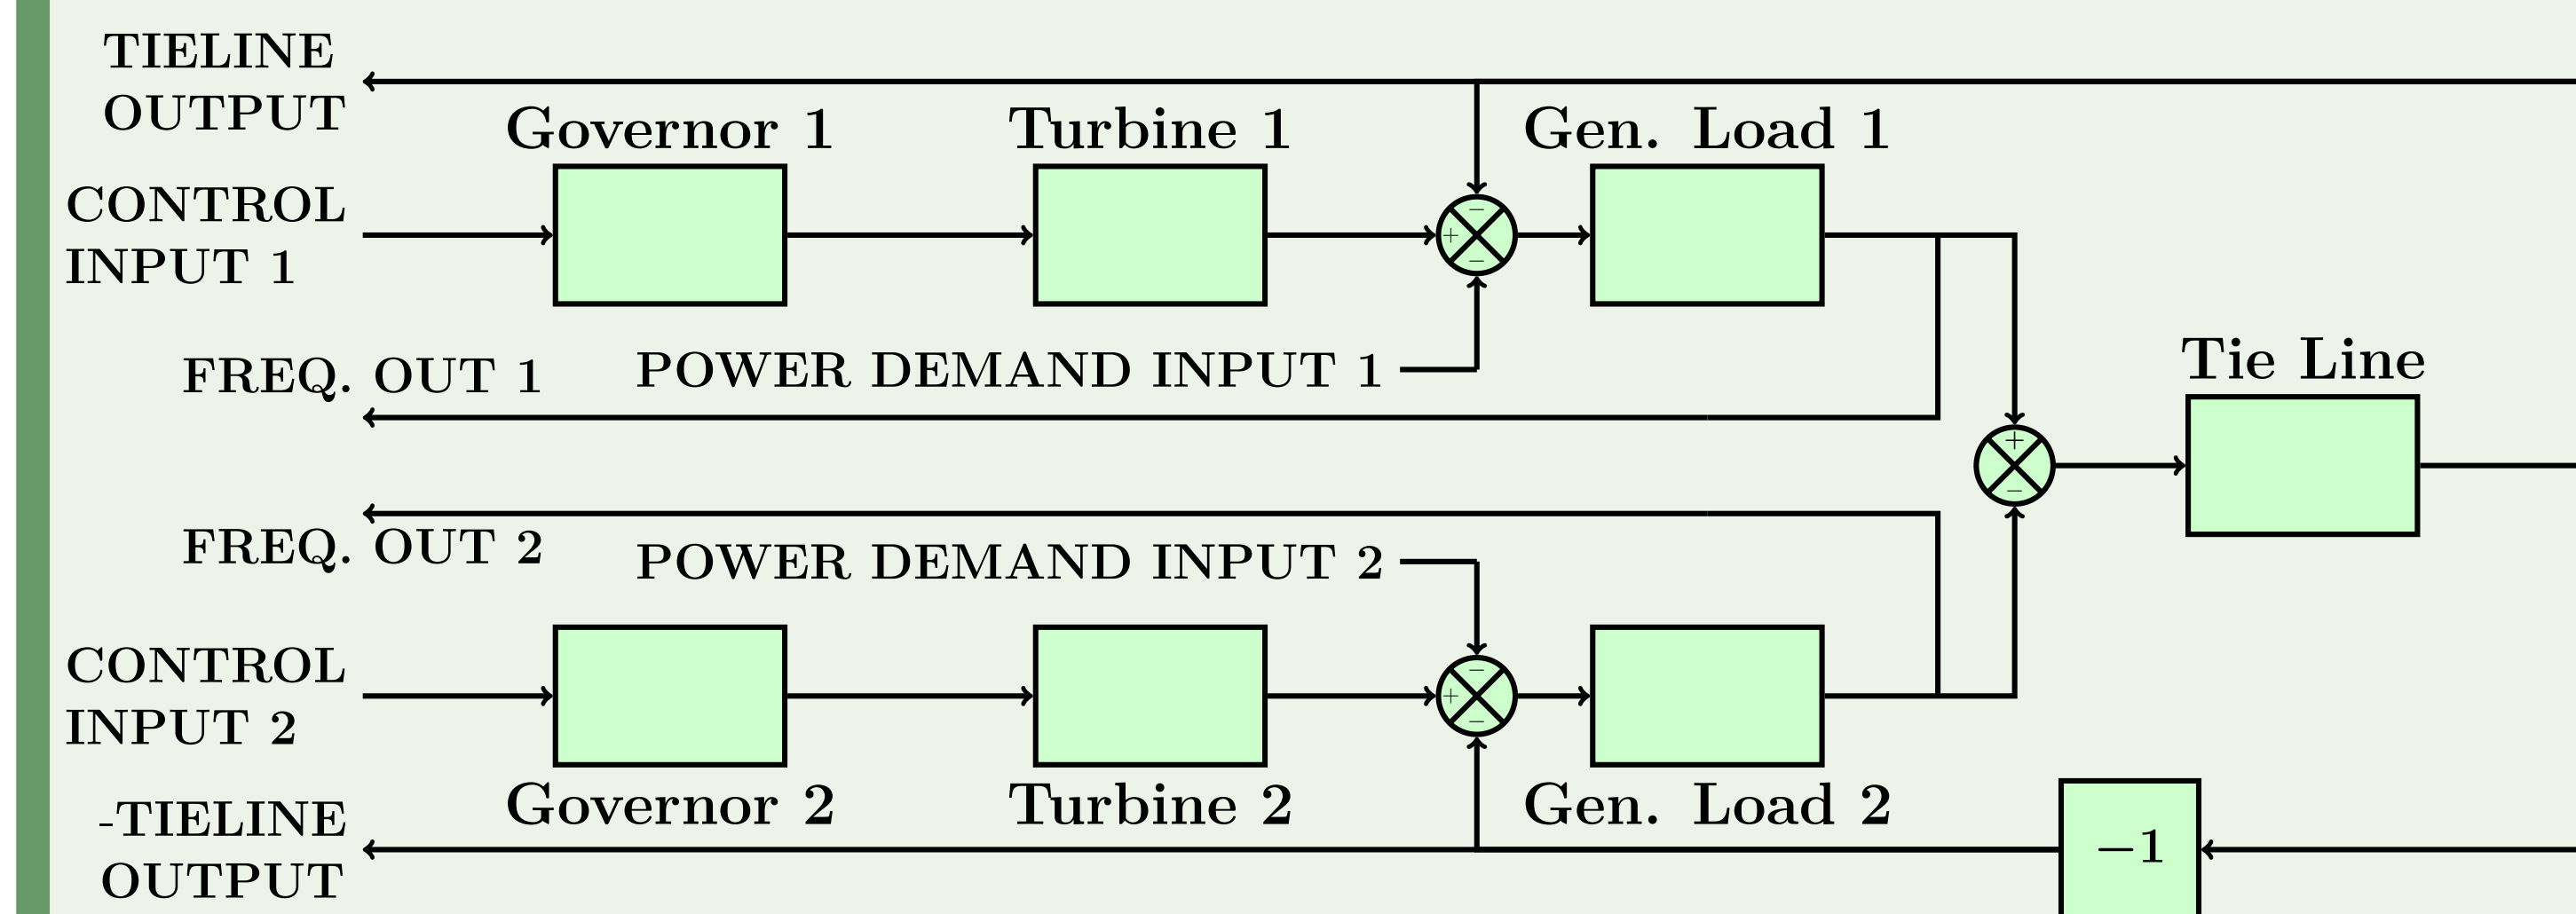 TIELINE
OUTPUT
Governor 1
Turbine 1
Gen. Load 1
CONTROL
INPUT 1
−
+
−
FREQ. OUT 1
POWER DEMAND INPUT 1
Tie Line
+
−
FREQ. OUT 2
POWER DEMAND INPUT 2
CONTROL
INPUT 2
−
+
−
Governor 2
Turbine 2
Gen. Load 2
-TIELINE
OUTPUT
−1